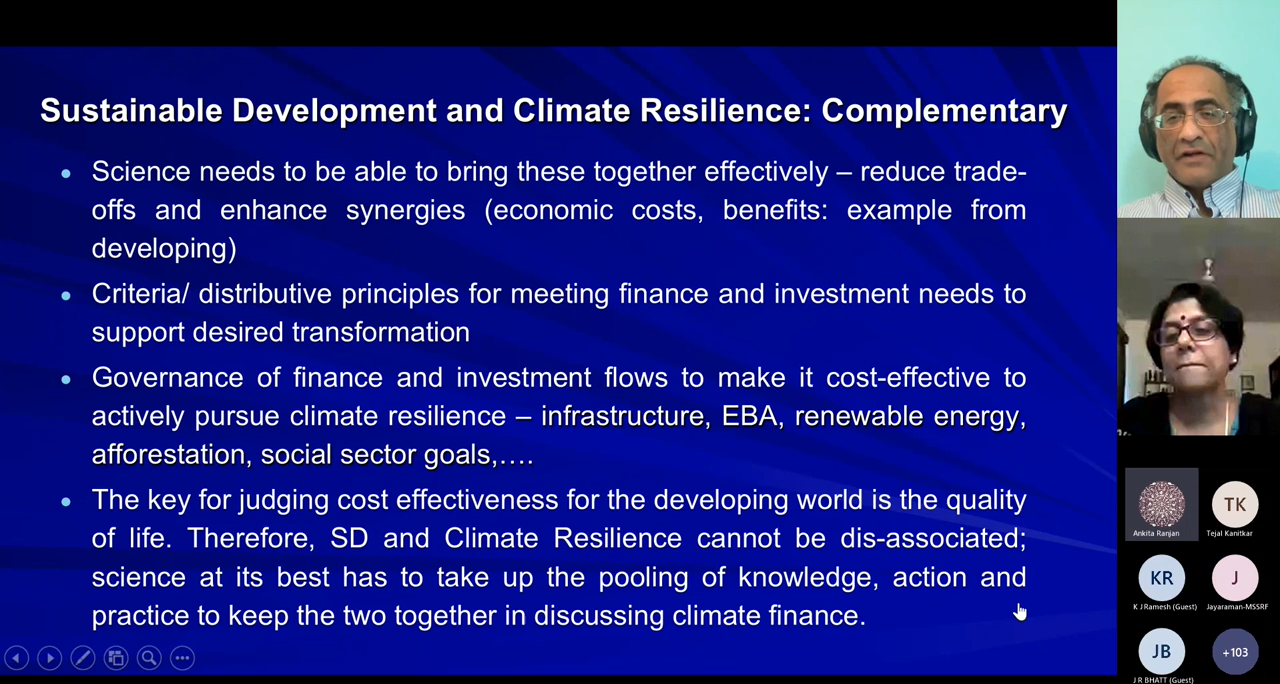 Sustainable Development and Climate Resilience: Complementary
• Science needs to be able to bring these together effectively – reduce trade-
offs and enhance synergies (economic costs, benefits: example from
developing)
• Criteria/ distributive principles for meeting finance and investment needs to
support desired transformation
• Governance of finance and investment flows to make it cost-effective to
actively pursue climate resilience – infrastructure, EBA, renewable energy,
afforestation, social sector goals,….
• The key for judging cost effectiveness for the developing world is the quality
of life. Therefore, SD and Climate Resilience cannot be dis-associated;
science at its best has to take up the pooling of knowledge, action and
practice to keep the two together in discussing climate finance.
Ankita Ranjan
TK
Tejal Kanitkar
KR
K J Ramesh (Guest)
J
Jayaraman-MSSRF
JB
J R BHATT (Guest)
+103